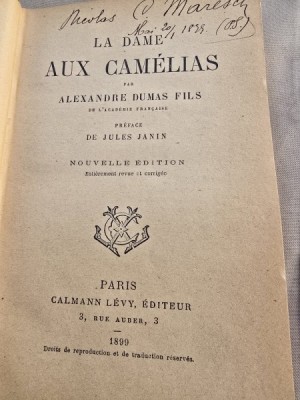 Nicolas
Mai 20, 1899.
LA DAME
AUX CAMÉLIAS
PAR
ALEXANDRE DUMAS FILS
DE L'ACADÉMIE FRANÇAISE
PRÉFACE
DE JULES JANIN
NOUVELLE ÉDITION
Entièrement revue et corrigée
PARIS
CALMANN LÉVY, ÉDITEUR
3, RUE AUBER, 3
1899
Droits de reproduction et de traduction réservés.